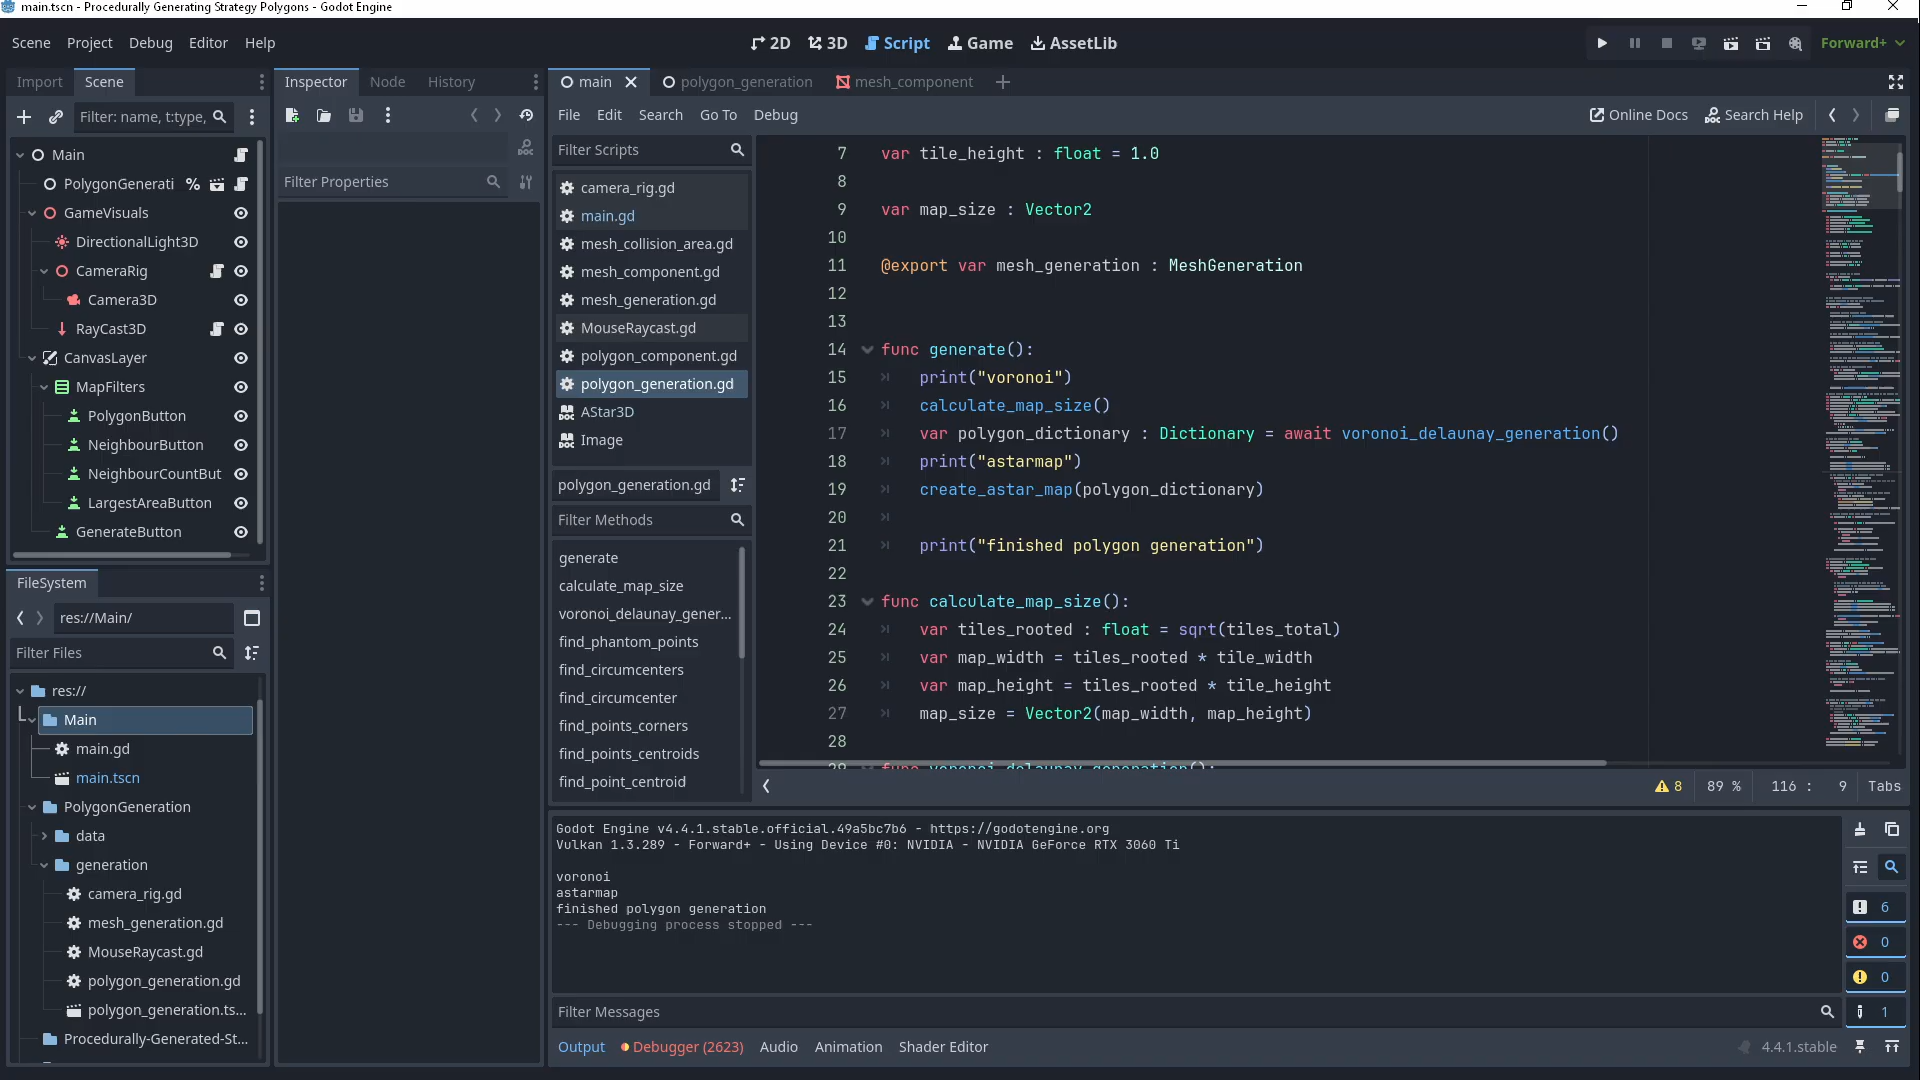 main.tscn - Procedurally Generating Strategy Polygons - Godot Engine
Scene Project Debug Editor Help
2D 3D Script Game AssetLib
Forward+
Import Scene
Filter: name, t:type,
Main
PolygonGenerati
GameVisuals
DirectionalLight3D
CameraRig
Camera3D
RayCast3D
CanvasLayer
MapFilters
PolygonButton
NeighbourButton
NeighbourCountBut
LargestAreaButton
GenerateButton
FileSystem
res://Main/
Filter Files
res://
Main
main.gd
main.tscn
PolygonGeneration
data
generation
camera_rig.gd
mesh_generation.gd
MouseRaycast.gd
polygon_generation.gd
polygon_generation.ts...
Procedurally-Generated-St...
Inspector Node History
Filter Properties
main polygon_generation mesh_component
File Edit Search Go To Debug
Online Docs Search Help
Filter Scripts
camera_rig.gd
main.gd
mesh_collision_area.gd
mesh_component.gd
mesh_generation.gd
MouseRaycast.gd
polygon_component.gd
polygon_generation.gd
AStar3D
Image
polygon_generation.gd
Filter Methods
generate
calculate_map_size
voronoi_delaunay_gener...
find_phantom_points
find_circumcenters
find_circumcenter
find_points_corners
find_points_centroids
find_point_centroid
7 var tile_height : float = 1.0
8
9 var map_size : Vector2
10
11 @export var mesh_generation : MeshGeneration
12
13
14 func generate():
15 print("voronoi")
16 calculate_map_size()
17 var polygon_dictionary : Dictionary = await voronoi_delaunay_generation()
18 print("astarmap")
19 create_astar_map(polygon_dictionary)
20
21 print("finished polygon generation")
22
23 func calculate_map_size():
24 var tiles_rooted : float = sqrt(tiles_total)
25 var map_width = tiles_rooted * tile_width
26 var map_height = tiles_rooted * tile_height
27 map_size = Vector2(map_width, map_height)
28
29 func voronoi_delaunay_generation():
8 89 % 116 : 9 Tabs
Godot Engine v4.4.1.stable.official.49a5bc7b6 - https://godotengine.org
Vulkan 1.3.289 - Forward+ - Using Device #0: NVIDIA - NVIDIA GeForce RTX 3060 Ti
voronoi
astarmap
finished polygon generation
--- Debugging process stopped ---
6
0
0
1
Filter Messages
Output Debugger (2623) Audio Animation Shader Editor
4.4.1.stable